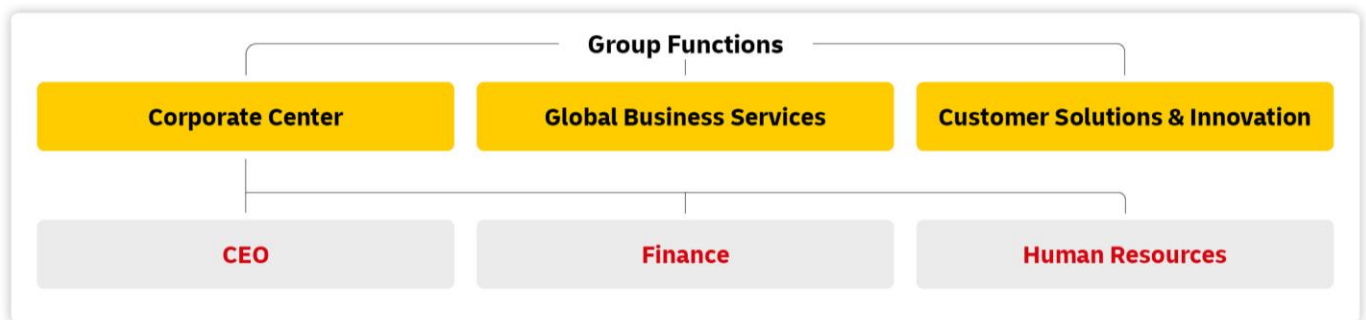 Group Functions
Corporate Center
Global Business Services
Customer Solutions & Innovation
CEO
Finance
Human Resources